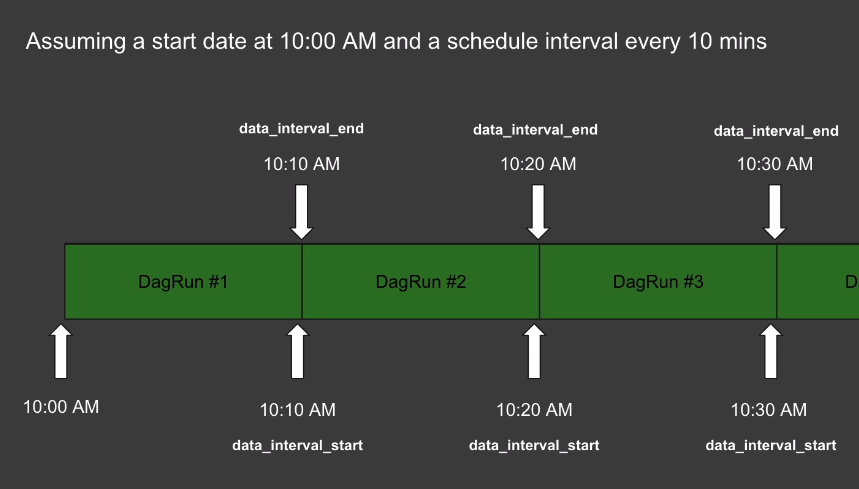 Assuming a start date at 10:00 AM and a schedule interval every 10 mins
data_interval_end
data_interval_end
data_interval_end
10:10 AM
10:20 AM
10:30 AM
DagRun #1
DagRun #2
DagRun #3
D
10:00 AM
10:10 AM
10:20 AM
10:30 AM
data_interval_start
data_interval_start
data_interval_start